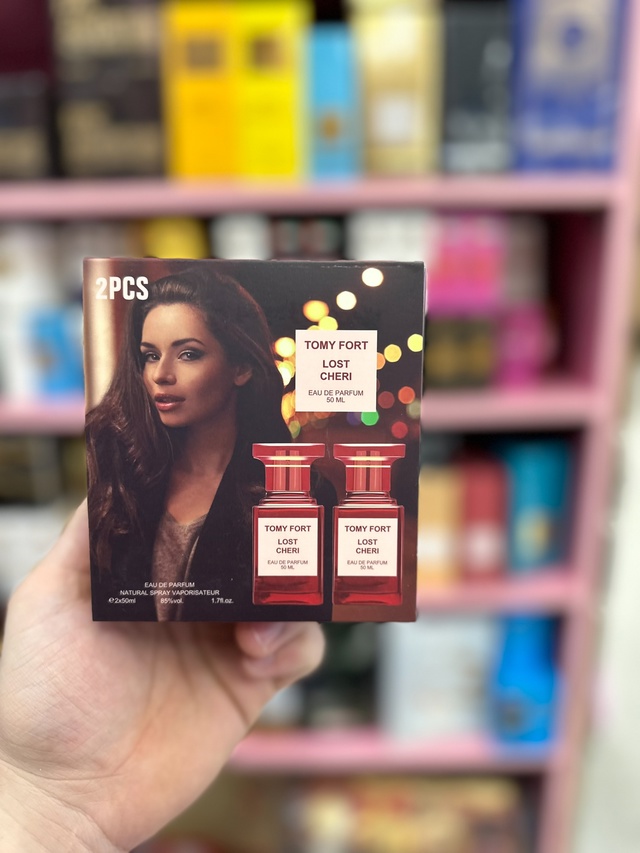 2PCS
TOMY FORT
LOST
CHERI
EAU DE PARFUM
50 ML
TOMY FORT
LOST
CHERI
EAU DE PARFUM
50 ML
TOMY FORT
LOST
CHERI
EAU DE PARFUM
50 ML
EAU DE PARFUM
NATURAL SPRAY VAPORISATEUR
℮2x50ml 85%vol. 1.7fl.oz.